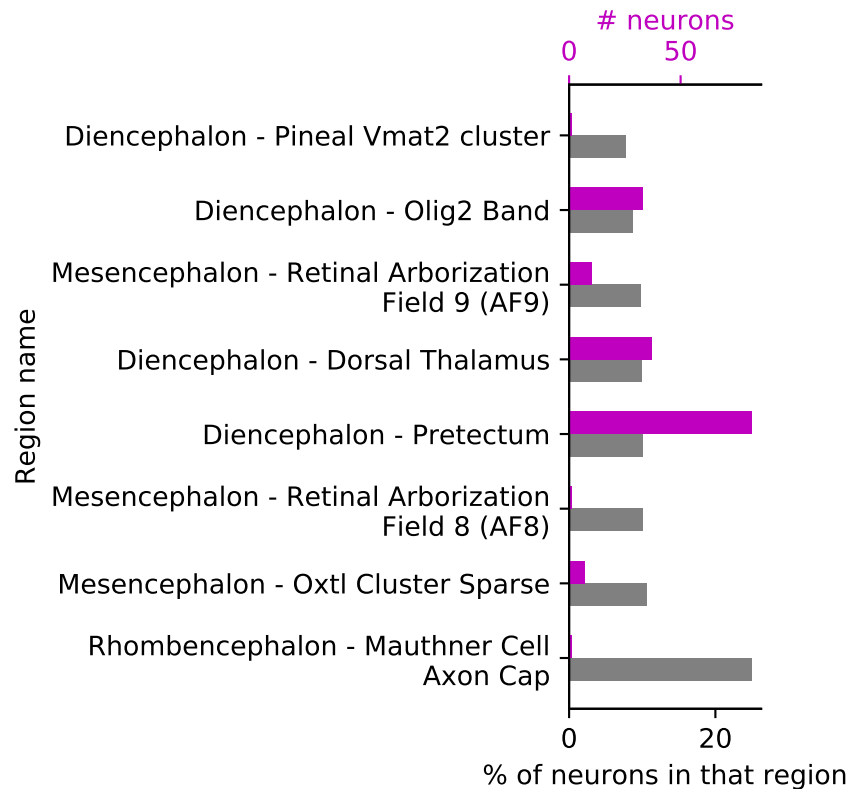 # neurons
0 50
Diencephalon - Pineal Vmat2 cluster
Diencephalon - Olig2 Band
Mesencephalon - Retinal Arborization
Field 9 (AF9)
Diencephalon - Dorsal Thalamus
Diencephalon - Pretectum
Mesencephalon - Retinal Arborization
Field 8 (AF8)
Mesencephalon - Oxtl Cluster Sparse
Rhombencephalon - Mauthner Cell
Axon Cap
Region name
0 20
% of neurons in that region